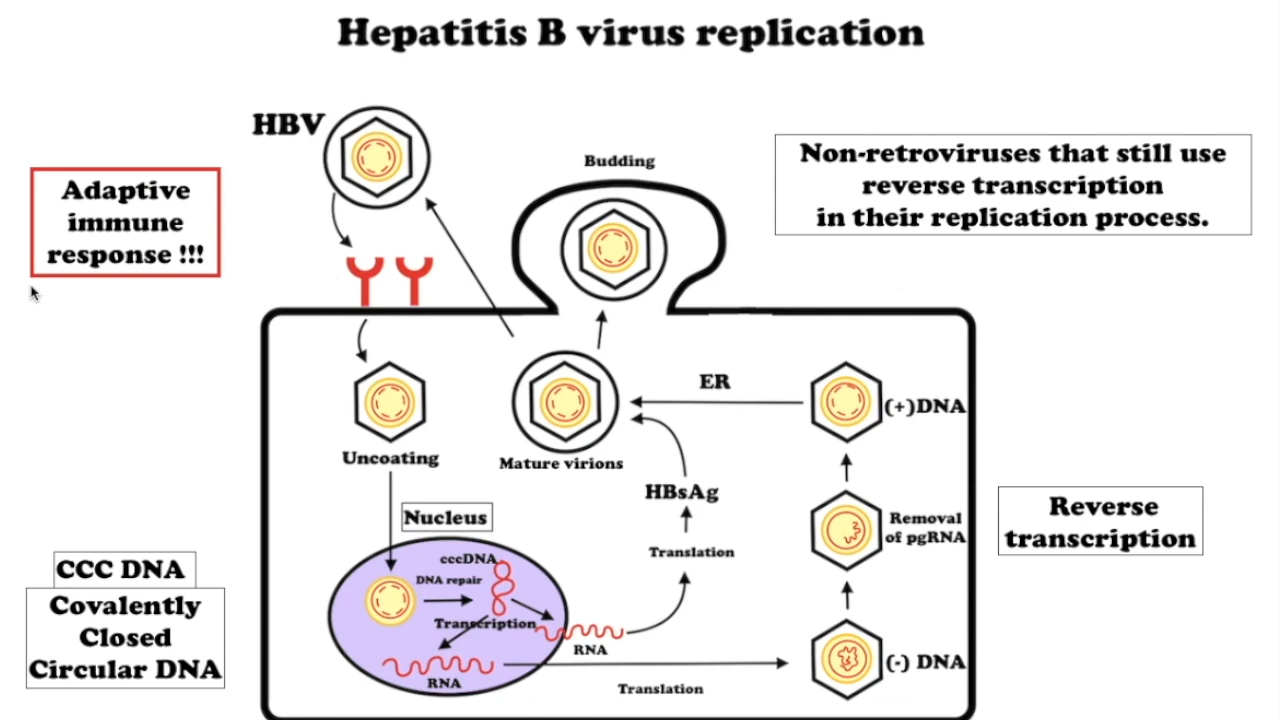 Hepatitis B virus replication
HBV
Budding
Non-retroviruses that still use
reverse transcription
in their replication process.
Adaptive
immune
response !!!
ER
(+)DNA
Uncoating
Mature virions
HBsAg
Nucleus
Removal
of pgRNA
Reverse
transcription
Translation
cccDNA
DNA repair
Transcription
RNA
CCC DNA
Covalently
Closed
Circular DNA
(-) DNA
RNA
Translation